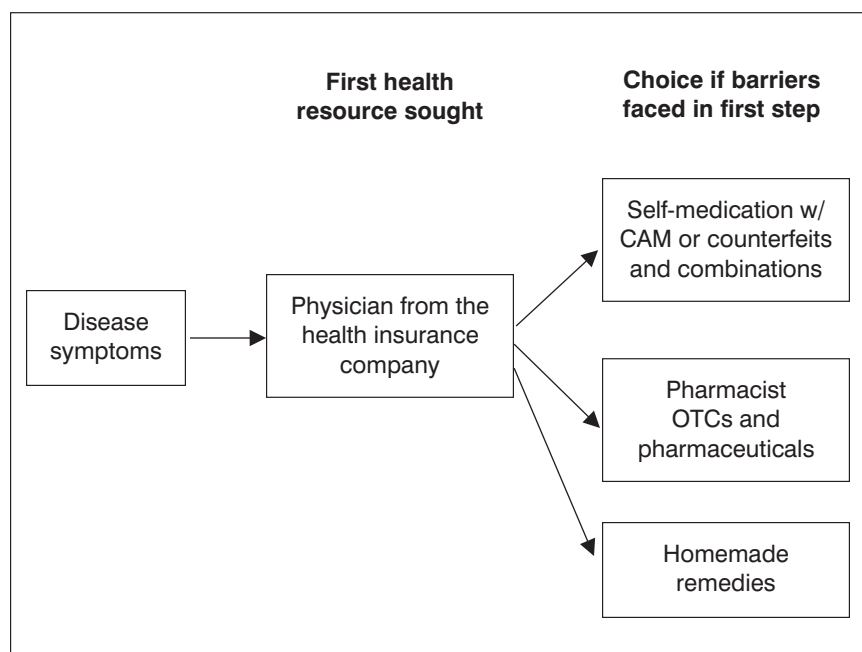 First health
resource sought
Choice if barriers
faced in first step
Disease
symptoms
Physician from the
health insurance
company
Self-medication w/
CAM or counterfeits
and combinations
Pharmacist
OTCs and
pharmaceuticals
Homemade
remedies